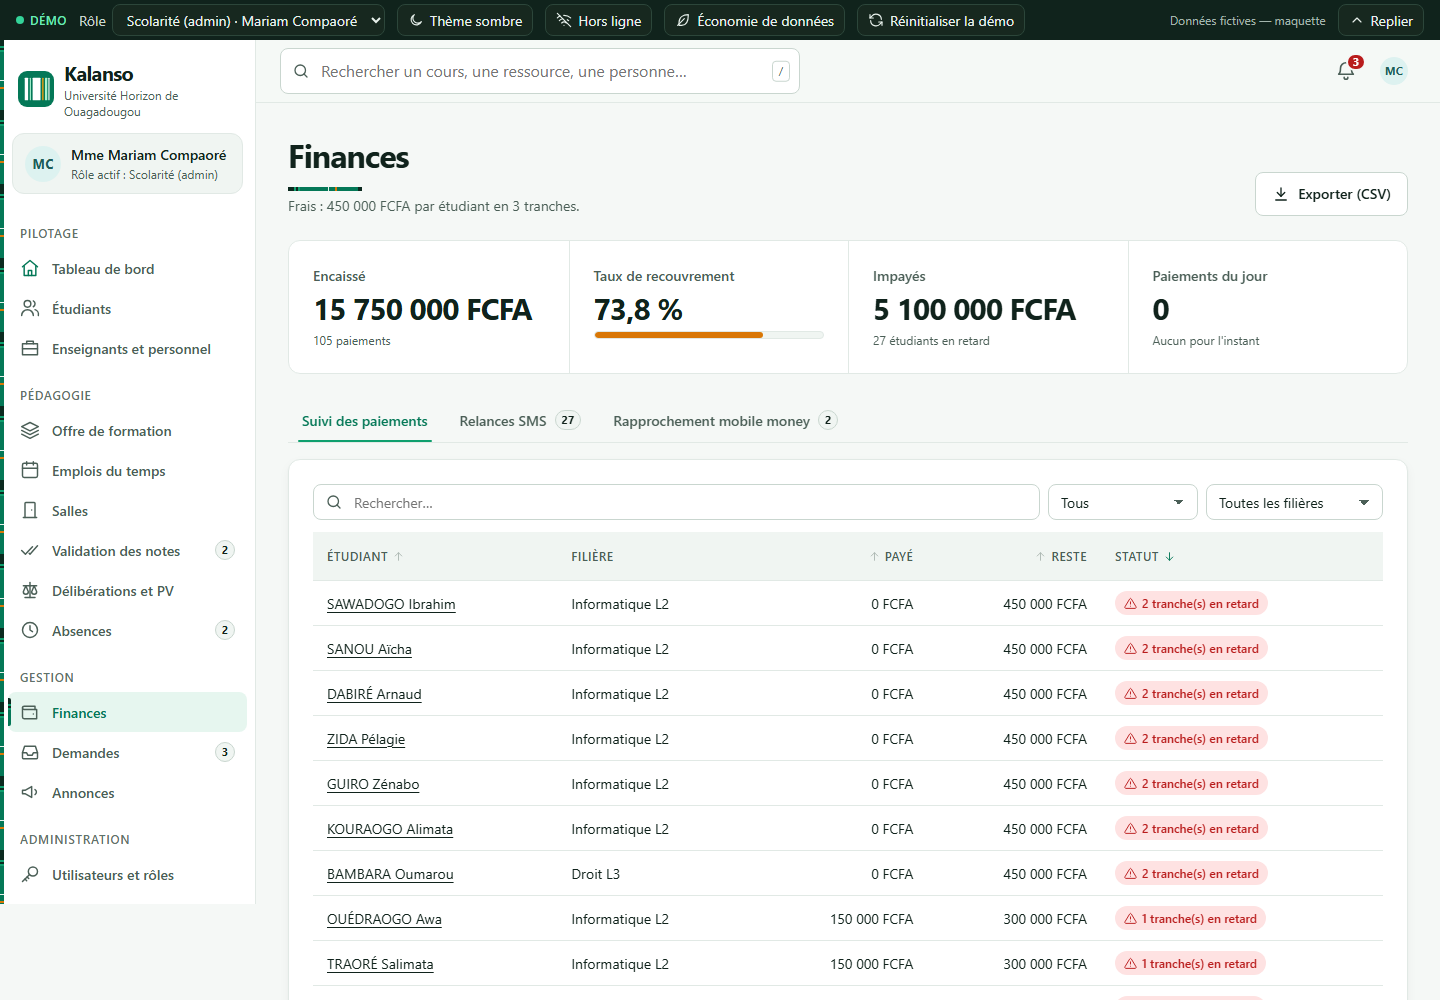 DÉMO Rôle Scolarité (admin) · Mariam Compaoré Thème sombre Hors ligne Économie de données Réinitialiser la démo Données fictives — maquette Replier
Kalanso
Université Horizon de
Ouagadougou
Rechercher un cours, une ressource, une personne… /
3
MC
MC
Mme Mariam Compaoré
Rôle actif : Scolarité (admin)
PILOTAGE
Tableau de bord
Étudiants
Enseignants et personnel
PÉDAGOGIE
Offre de formation
Emplois du temps
Salles
Validation des notes 2
Délibérations et PV
Absences 2
GESTION
Finances
Demandes 3
Annonces
ADMINISTRATION
Utilisateurs et rôles
Finances
Frais : 450 000 FCFA par étudiant en 3 tranches.
Exporter (CSV)
Encaissé
15 750 000 FCFA
105 paiements
Taux de recouvrement
73,8 %
Impayés
5 100 000 FCFA
27 étudiants en retard
Paiements du jour
0
Aucun pour l'instant
Suivi des paiements Relances SMS 27 Rapprochement mobile money 2
Rechercher… Tous Toutes les filières
ÉTUDIANT ↑ FILIÈRE ↑ PAYÉ ↑ RESTE STATUT ↓
SAWADOGO Ibrahim Informatique L2 0 FCFA 450 000 FCFA 2 tranche(s) en retard
SANOU Aïcha Informatique L2 0 FCFA 450 000 FCFA 2 tranche(s) en retard
DABIRÉ Arnaud Informatique L2 0 FCFA 450 000 FCFA 2 tranche(s) en retard
ZIDA Pélagie Informatique L2 0 FCFA 450 000 FCFA 2 tranche(s) en retard
GUIRO Zénabo Informatique L2 0 FCFA 450 000 FCFA 2 tranche(s) en retard
KOURAOGO Alimata Informatique L2 0 FCFA 450 000 FCFA 2 tranche(s) en retard
BAMBARA Oumarou Droit L3 0 FCFA 450 000 FCFA 2 tranche(s) en retard
OUÉDRAOGO Awa Informatique L2 150 000 FCFA 300 000 FCFA 1 tranche(s) en retard
TRAORÉ Salimata Informatique L2 150 000 FCFA 300 000 FCFA 1 tranche(s) en retard